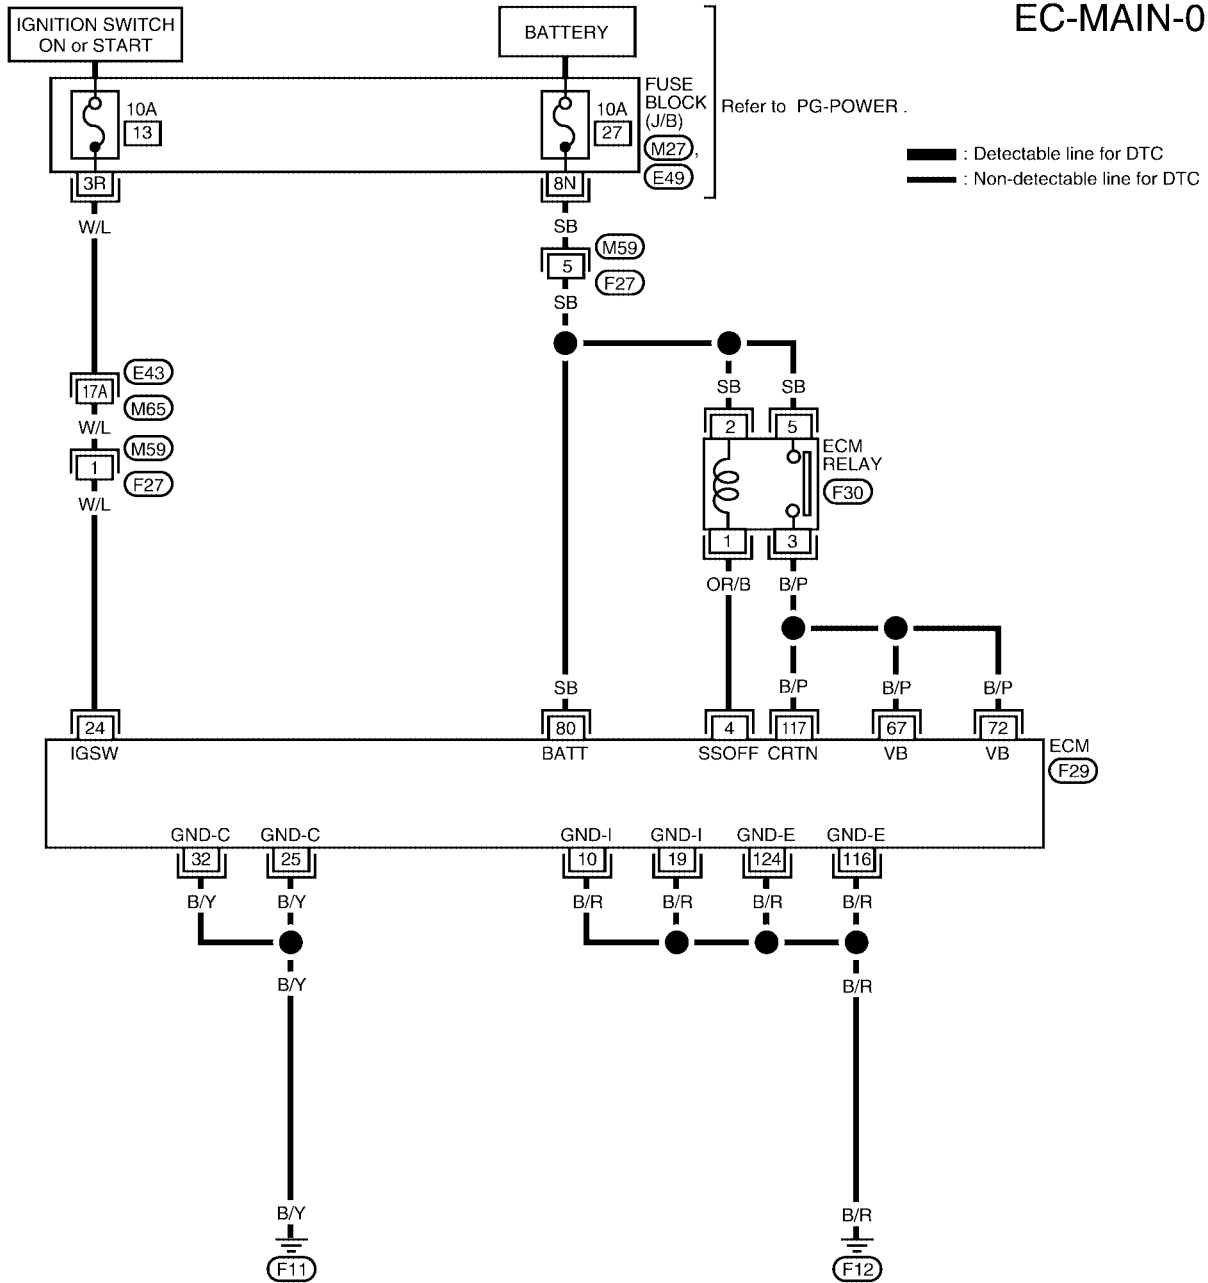 EC-MAIN-0
IGNITION SWITCH
ON or START
BATTERY
10A
13
10A
27
FUSE
BLOCK
(J/B)
M27,
E49
Refer to PG-POWER .
: Detectable line for DTC
: Non-detectable line for DTC
3R
8N
W/L
SB
5
M59
F27
SB
17A
E43
M65
W/L
1
M59
F27
W/L
SB
SB
2
5
ECM
RELAY
F30
1
3
OR/B
B/P
SB
B/P
B/P
B/P
24
80
4
117
67
72
IGSW
BATT
SSOFF
CRTN
VB
VB
ECM
F29
GND-C
GND-C
GND-I
GND-I
GND-E
GND-E
32
25
10
19
124
116
B/Y
B/Y
B/R
B/R
B/R
B/R
B/Y
B/R
B/Y
B/R
F11
F12